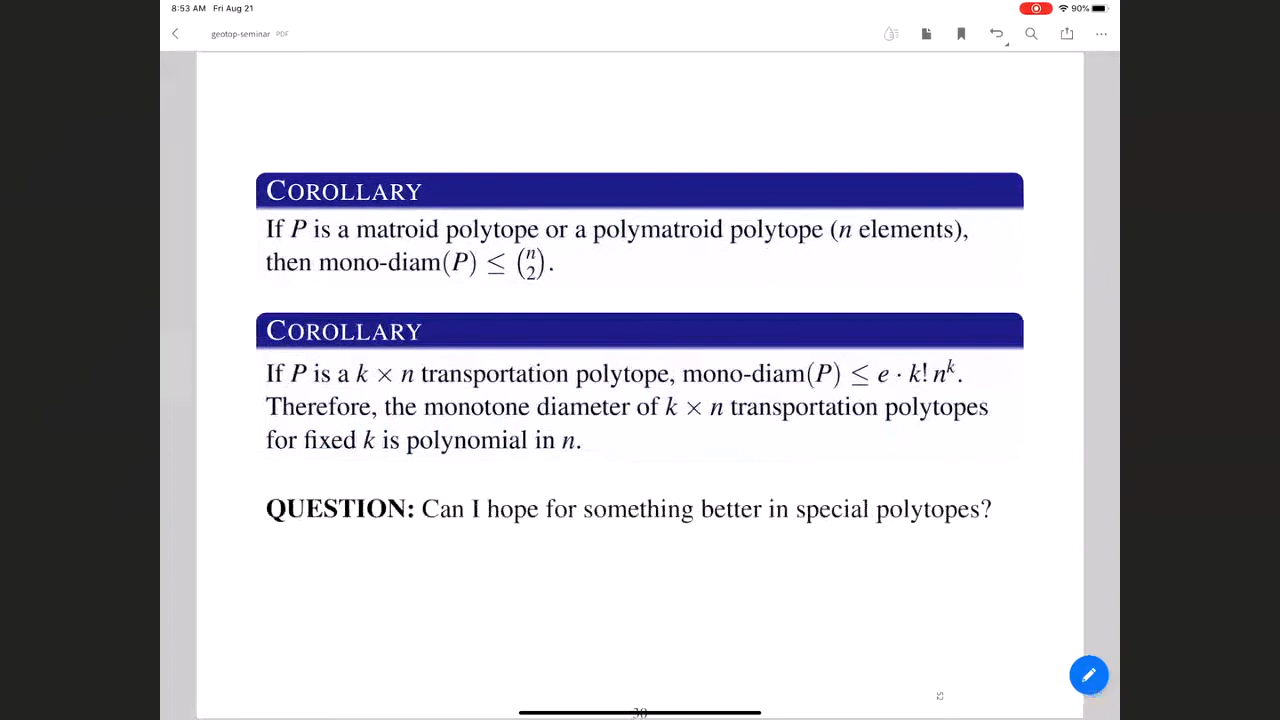 8:53 AM Fri Aug 21
90%
geotop-seminar PDF
COROLLARY
If P is a matroid polytope or a polymatroid polytope (n elements),
then mono-diam(P) ≤ (n 2).
COROLLARY
If P is a k × n transportation polytope, mono-diam(P) ≤ e · k! n^k.
Therefore, the monotone diameter of k × n transportation polytopes
for fixed k is polynomial in n.
QUESTION: Can I hope for something better in special polytopes?